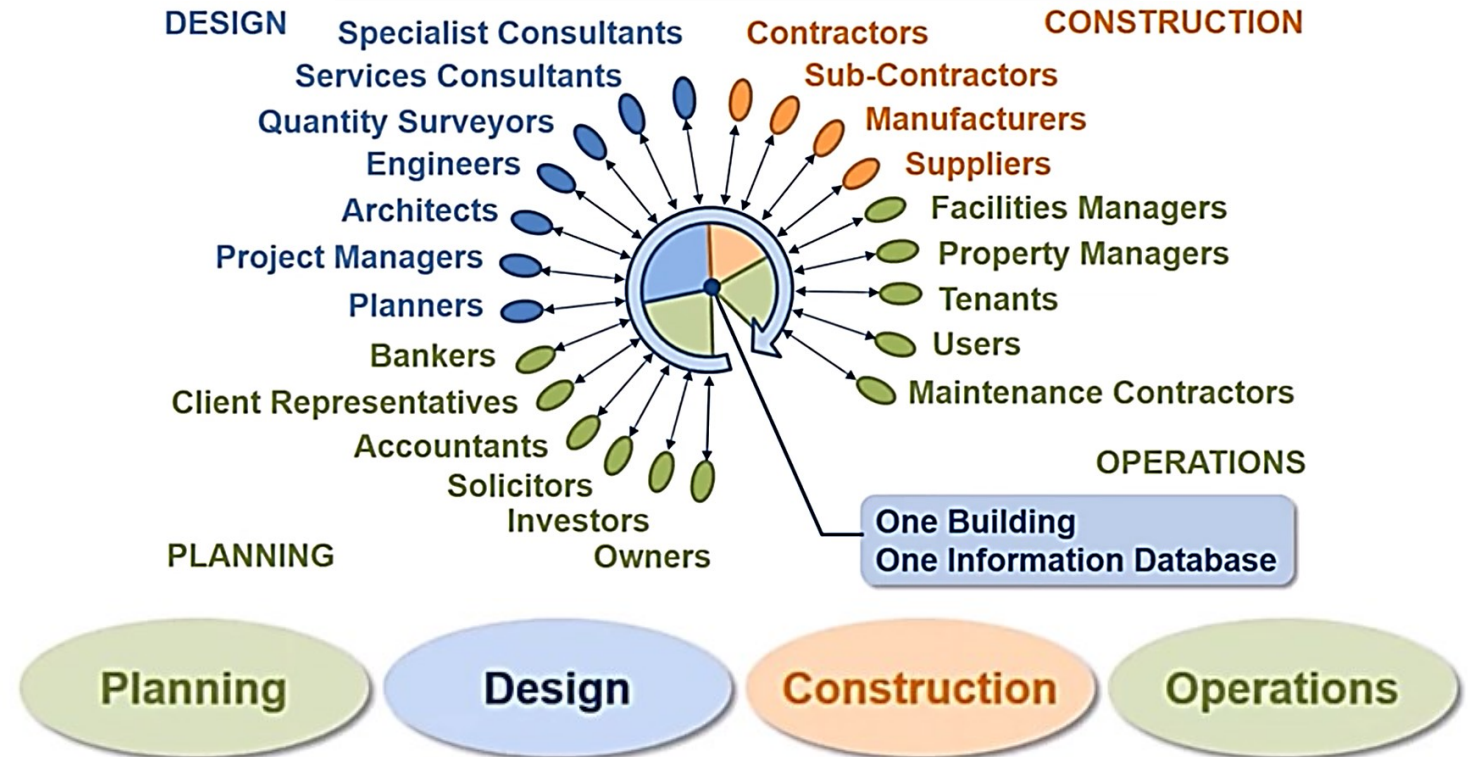 DESIGN
Specialist Consultants
Services Consultants
Quantity Surveyors
Engineers
Architects
Project Managers
Planners
Bankers
Client Representatives
Accountants
Solicitors
Investors
Owners
PLANNING
CONSTRUCTION
Contractors
Sub-Contractors
Manufacturers
Suppliers
Facilities Managers
Property Managers
Tenants
Users
Maintenance Contractors
OPERATIONS
One Building
One Information Database
Planning
Design
Construction
Operations